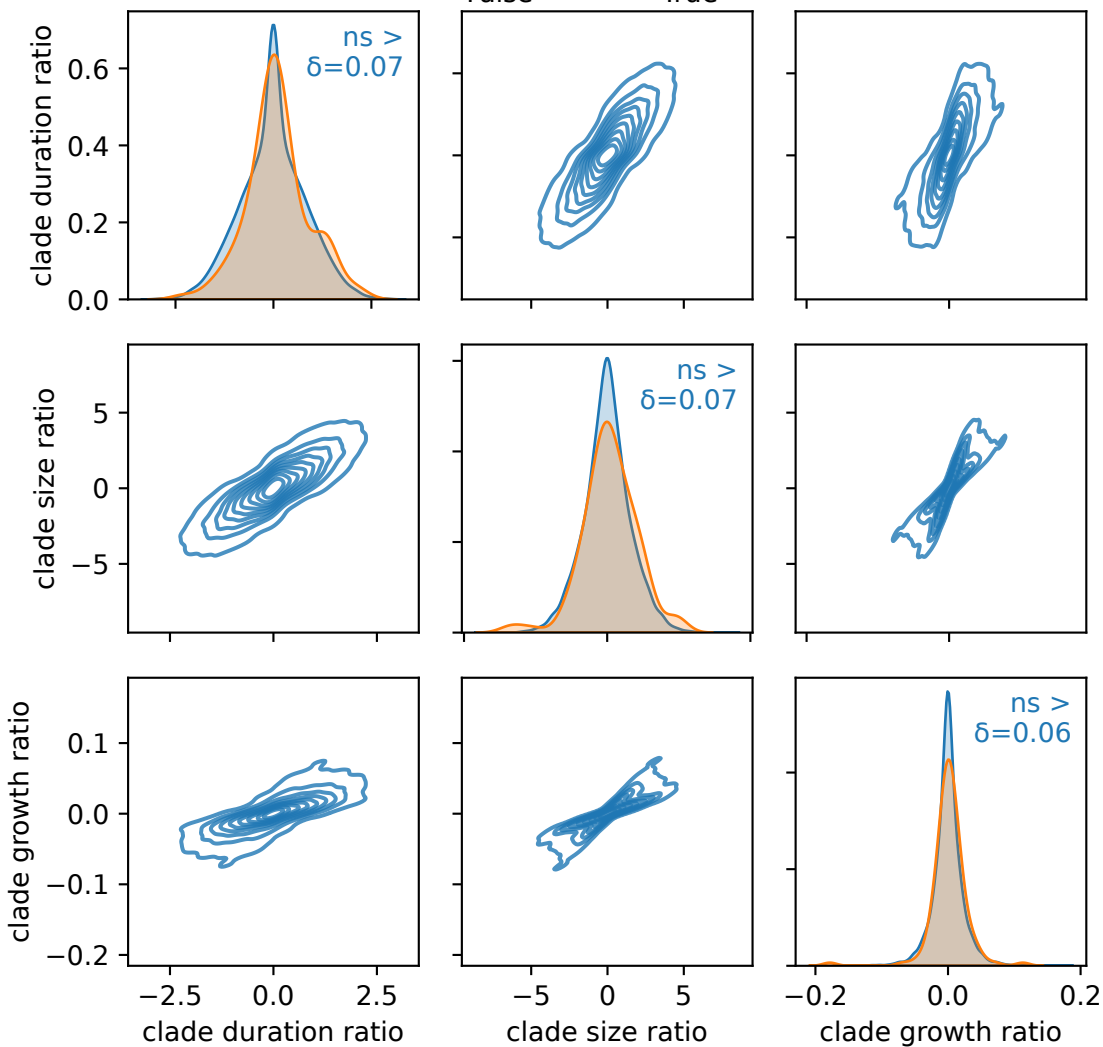 clade duration ratio
0.6
0.4
0.2
0.0
ns >
δ=0.07
clade size ratio
5
0
−5
ns >
δ=0.07
clade growth ratio
0.1
0.0
−0.1
−0.2
ns >
δ=0.06
−2.5 0.0 2.5
−5 0 5
−0.2 0.0 0.2
clade duration ratio
clade size ratio
clade growth ratio